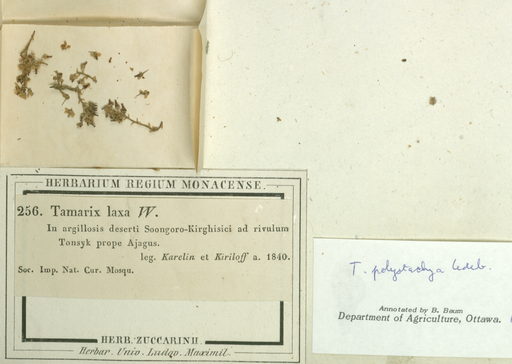 HERBARIUM REGIUM MONACENSE.
256. Tamarix laxa W.
In argillosis deserti Soongoro-Kirghisici ad rivulum
Tonsyk prope Ajagus.
leg. Karelin et Kiriloff a. 1840.
Soc. Imp. Nat. Cur. Mosqu.
HERB. ZUCCARINII.
Herbar. Univ. Ludov. Maximil.
T. polystachya Ledeb.
Annotated by B. Baum
Department of Agriculture, Ottawa.